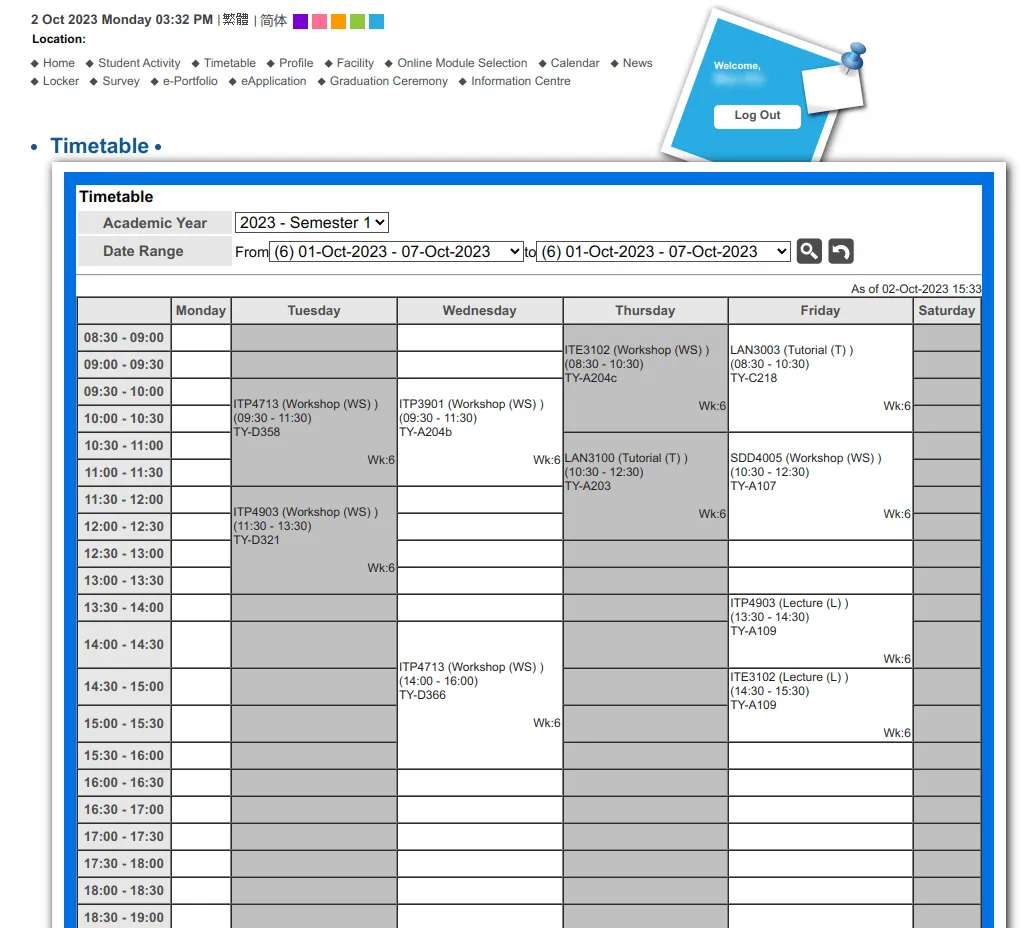 2 Oct 2023 Monday 03:32 PM | 繁體 | 简体
Location:
Home Student Activity Timetable Profile Facility Online Module Selection Calendar News
Locker Survey e-Portfolio eApplication Graduation Ceremony Information Centre
Welcome,
Log Out
• Timetable •
Timetable
Academic Year 2023 - Semester 1
Date Range From (6) 01-Oct-2023 - 07-Oct-2023 to (6) 01-Oct-2023 - 07-Oct-2023
As of 02-Oct-2023 15:33
Monday Tuesday Wednesday Thursday Friday Saturday
08:30 - 09:00
09:00 - 09:30
09:30 - 10:00
10:00 - 10:30
10:30 - 11:00
11:00 - 11:30
11:30 - 12:00
12:00 - 12:30
12:30 - 13:00
13:00 - 13:30
13:30 - 14:00
14:00 - 14:30
14:30 - 15:00
15:00 - 15:30
15:30 - 16:00
16:00 - 16:30
16:30 - 17:00
17:00 - 17:30
17:30 - 18:00
18:00 - 18:30
18:30 - 19:00
ITP4713 (Workshop (WS) )
(09:30 - 11:30)
TY-D358
Wk:6
ITP4903 (Workshop (WS) )
(11:30 - 13:30)
TY-D321
Wk:6
ITP3901 (Workshop (WS) )
(09:30 - 11:30)
TY-A204b
Wk:6
ITP4713 (Workshop (WS) )
(14:00 - 16:00)
TY-D366
Wk:6
ITE3102 (Workshop (WS) )
(08:30 - 10:30)
TY-A204c
Wk:6
LAN3100 (Tutorial (T) )
(10:30 - 12:30)
TY-A203
Wk:6
LAN3003 (Tutorial (T) )
(08:30 - 10:30)
TY-C218
Wk:6
SDD4005 (Workshop (WS) )
(10:30 - 12:30)
TY-A107
Wk:6
ITP4903 (Lecture (L) )
(13:30 - 14:30)
TY-A109
Wk:6
ITE3102 (Lecture (L) )
(14:30 - 15:30)
TY-A109
Wk:6